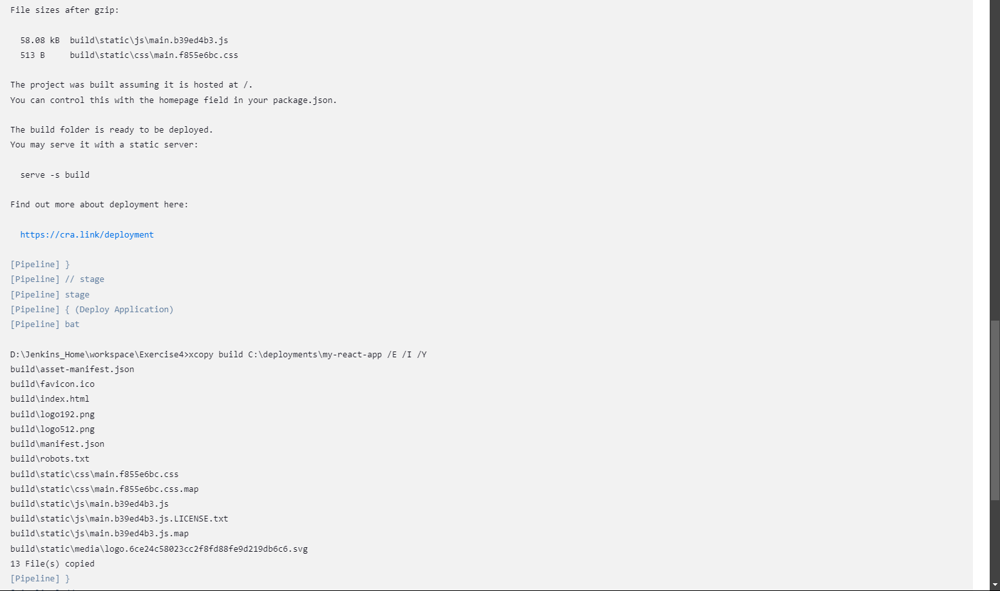 File sizes after gzip:
58.08 kB  build\static\js\main.b39ed4b3.js
513 B     build\static\css\main.f855e6bc.css
The project was built assuming it is hosted at /.
You can control this with the homepage field in your package.json.
The build folder is ready to be deployed.
You may serve it with a static server:
serve -s build
Find out more about deployment here:
https://cra.link/deployment
[Pipeline] }
[Pipeline] // stage
[Pipeline] stage
[Pipeline] { (Deploy Application)
[Pipeline] bat
D:\Jenkins_Home\workspace\Exercise4>xcopy build C:\deployments\my-react-app /E /I /Y
build\asset-manifest.json
build\favicon.ico
build\index.html
build\logo192.png
build\logo512.png
build\manifest.json
build\robots.txt
build\static\css\main.f855e6bc.css
build\static\css\main.f855e6bc.css.map
build\static\js\main.b39ed4b3.js
build\static\js\main.b39ed4b3.js.LICENSE.txt
build\static\js\main.b39ed4b3.js.map
build\static\media\logo.6ce24c58023cc2f8fd88fe9d219db6c6.svg
13 File(s) copied
[Pipeline] }